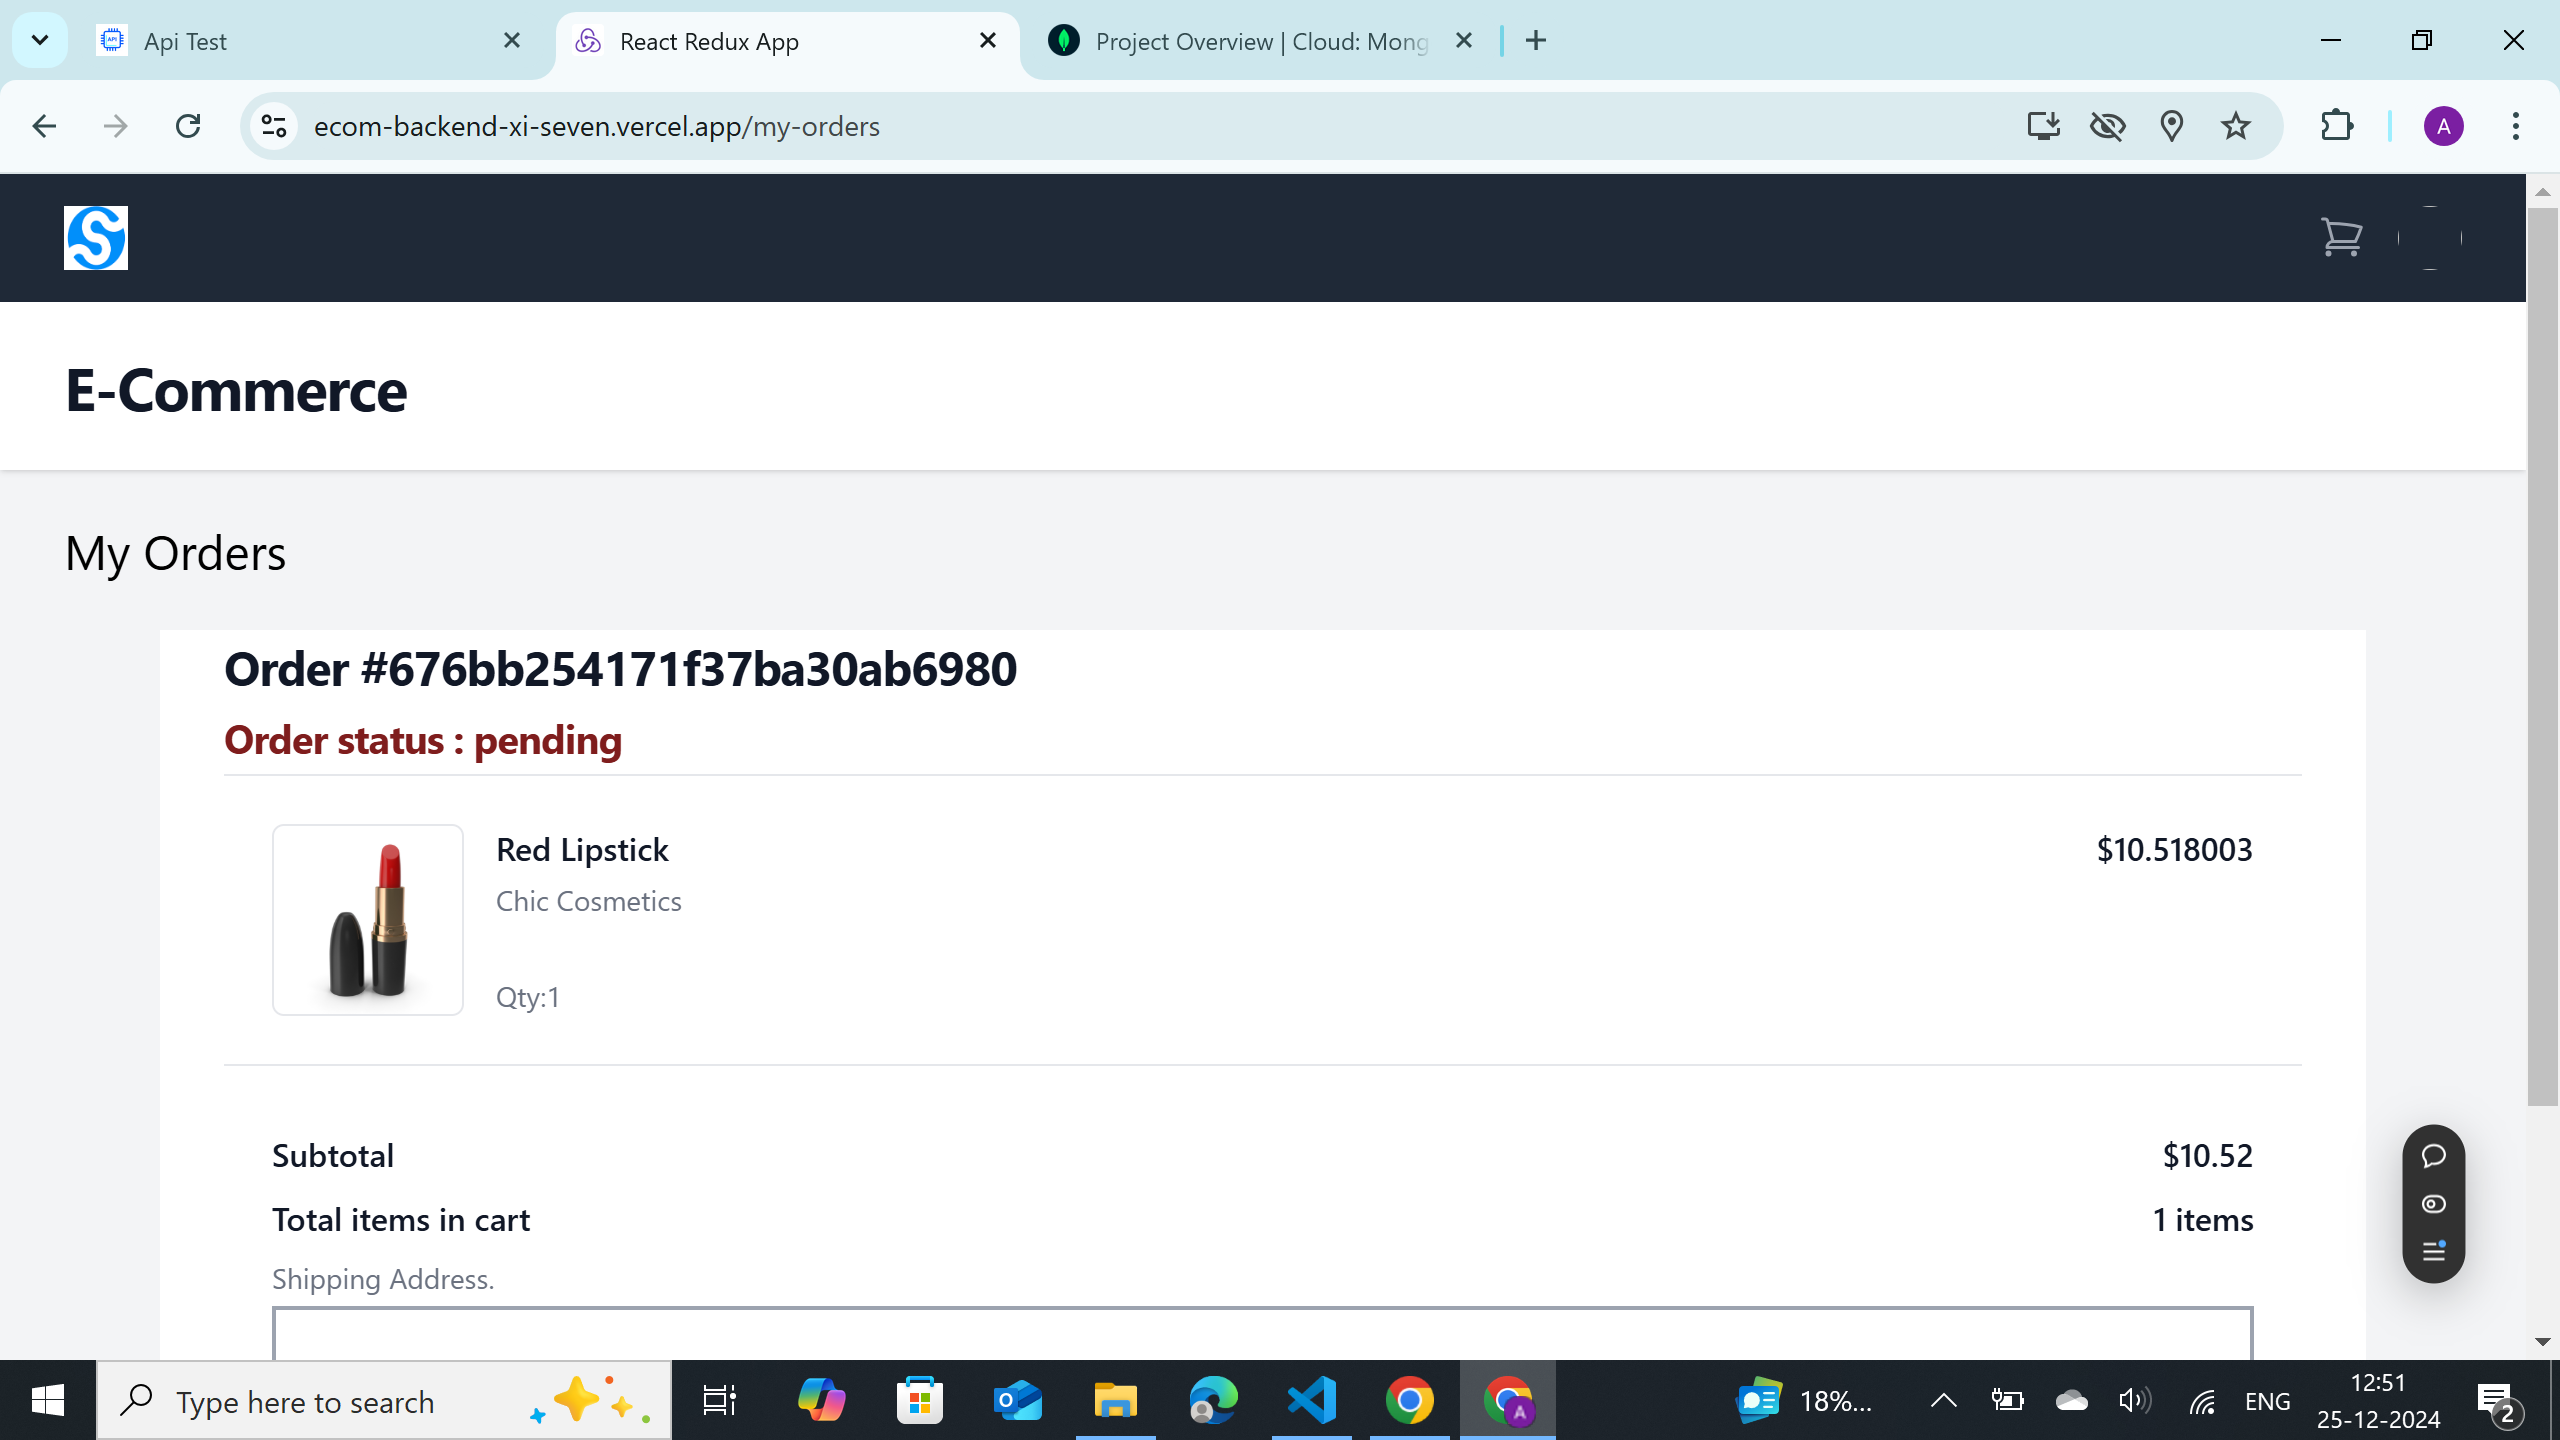 Api Test
React Redux App
Project Overview | Cloud: Mong
ecom-backend-xi-seven.vercel.app/my-orders
A
S
E-Commerce
My Orders
Order #676bb254171f37ba30ab6980
Order status : pending
Red Lipstick
$10.518003
Chic Cosmetics
Qty:1
Subtotal
$10.52
Total items in cart
1 items
Shipping Address.
Type here to search
A
18%...
ENG
12:51
25-12-2024
2